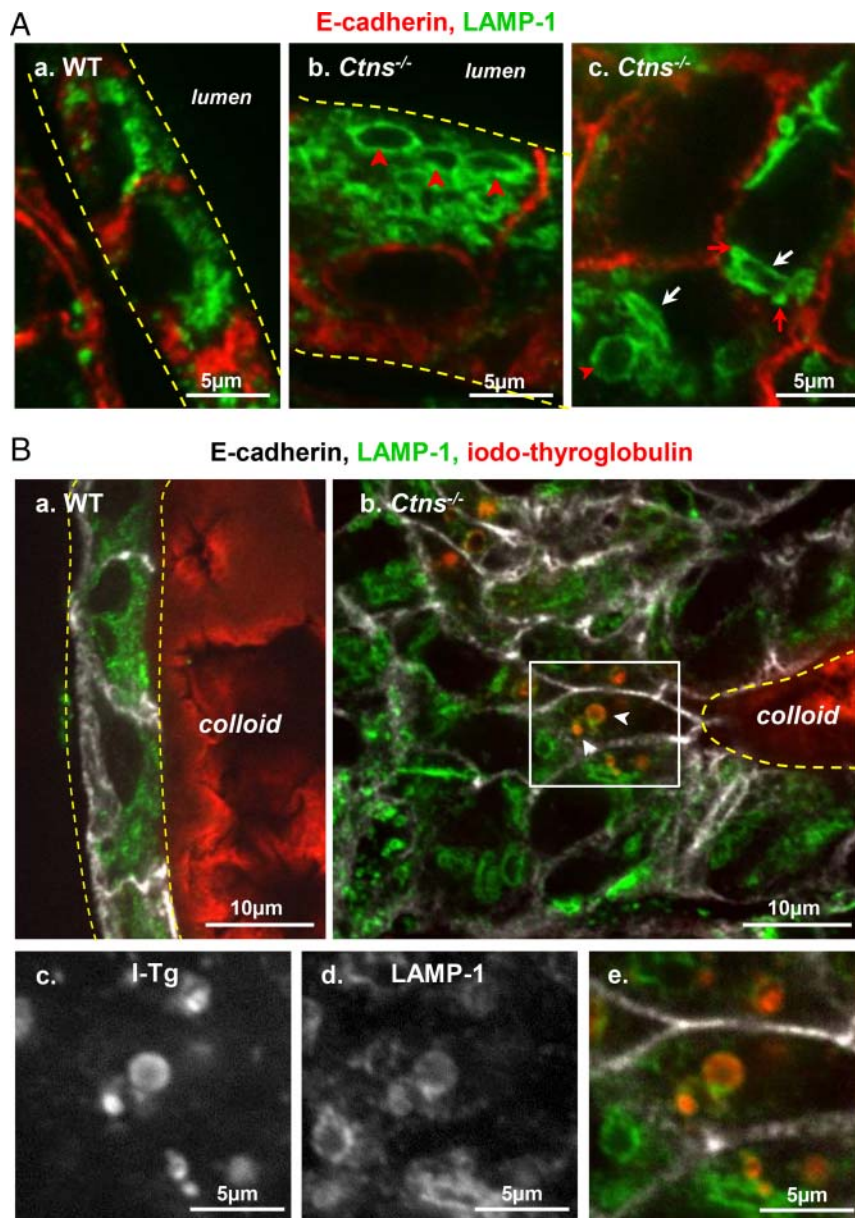 A
E-cadherin, LAMP-1
a. WT
lumen
5µm
b. Ctns-/-
lumen
5µm
c. Ctns-/-
5µm
B
E-cadherin, LAMP-1, iodo-thyroglobulin
a. WT
colloid
10µm
b. Ctns-/-
colloid
10µm
c.
I-Tg
5µm
d.
LAMP-1
5µm
e.
5µm